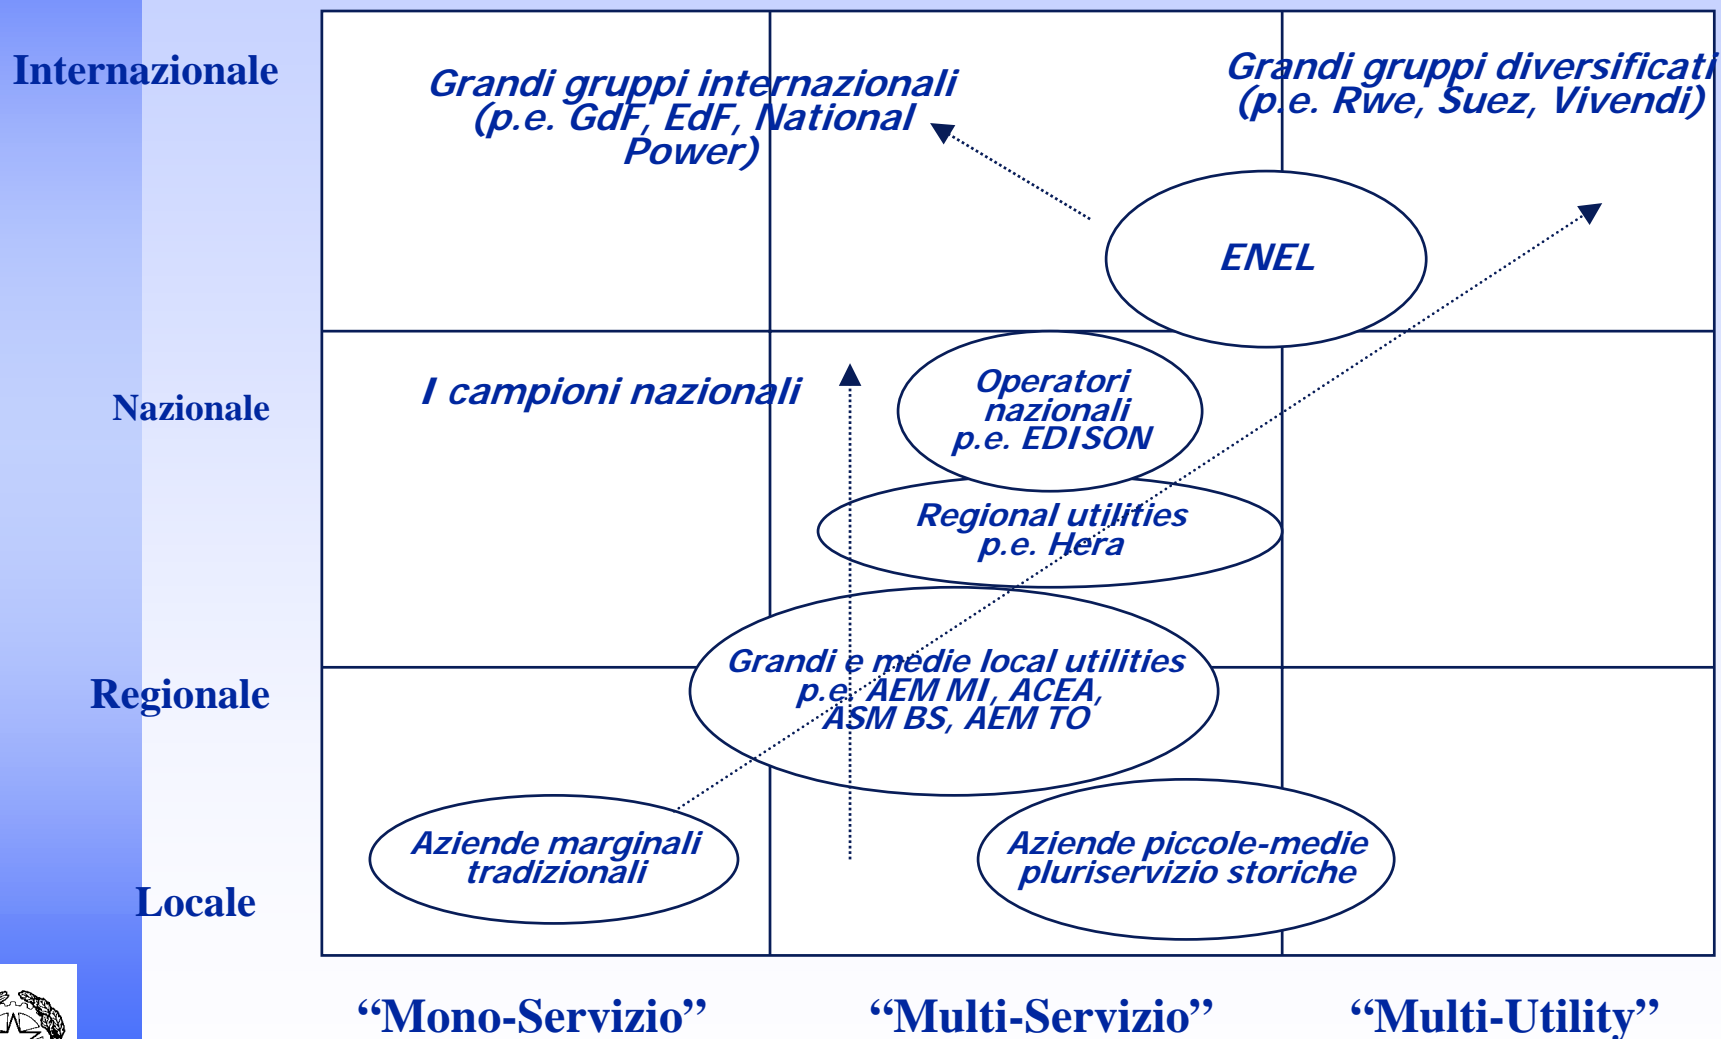 Internazionale
Grandi gruppi internazionali
(p.e. GdF, EdF, National
Power)
Grandi gruppi diversificati
(p.e. Rwe, Suez, Vivendi)
ENEL
Nazionale
I campioni nazionali
Operatori
nazionali
p.e. EDISON
Regional utilities
p.e. Hera
Regionale
Grandi e medie local utilities
p.e. AEM MI, ACEA,
ASM BS, AEM TO
Locale
Aziende marginali
tradizionali
Aziende piccole-medie
pluriservizio storiche
“Mono-Servizio”
“Multi-Servizio”
“Multi-Utility”